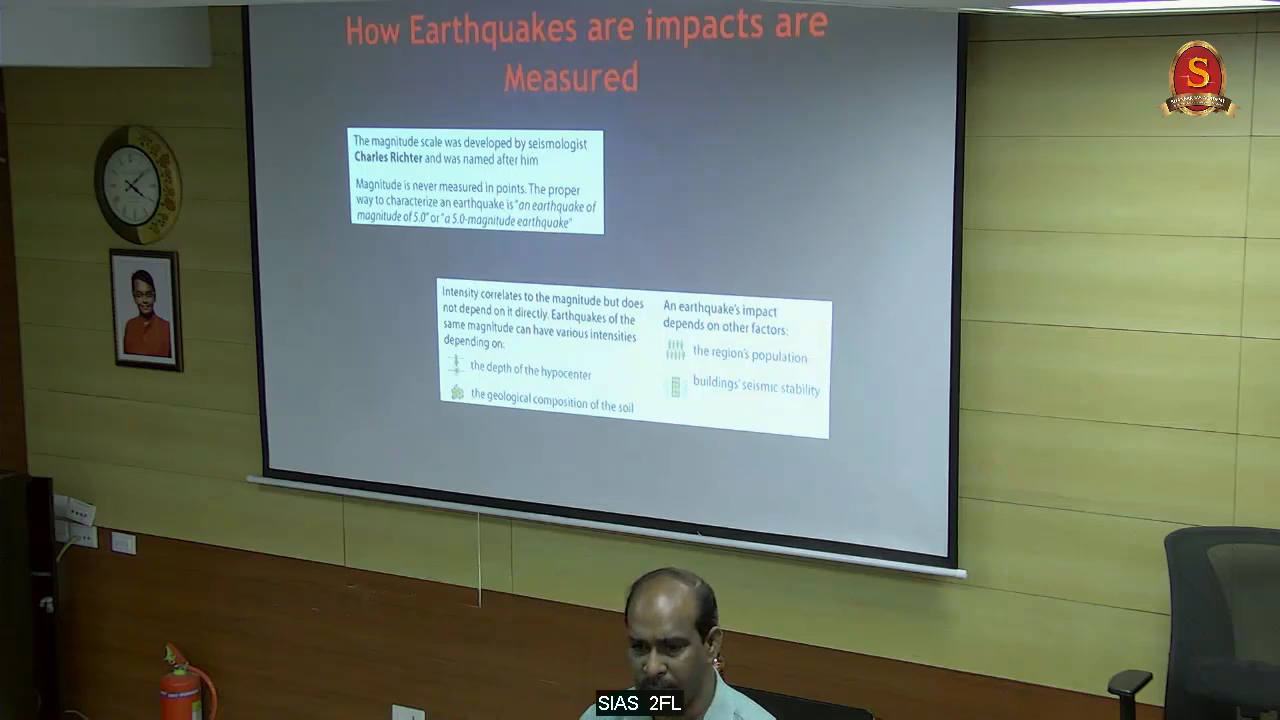 How Earthquakes are impacts are
Measured
S
The magnitude scale was developed by seismologist
Charles Richter and was named after him
Magnitude is never measured in points. The proper
way to characterize an earthquake is "an earthquake of
magnitude of 5.0" or "a 5.0-magnitude earthquake"
Intensity correlates to the magnitude but does
not depend on it directly. Earthquakes of the
same magnitude can have various intensities
depending on:
the depth of the hypocenter
the geological composition of the soil
An earthquake's impact
depends on other factors:
the region's population
buildings' seismic stability
SIAS 2FL